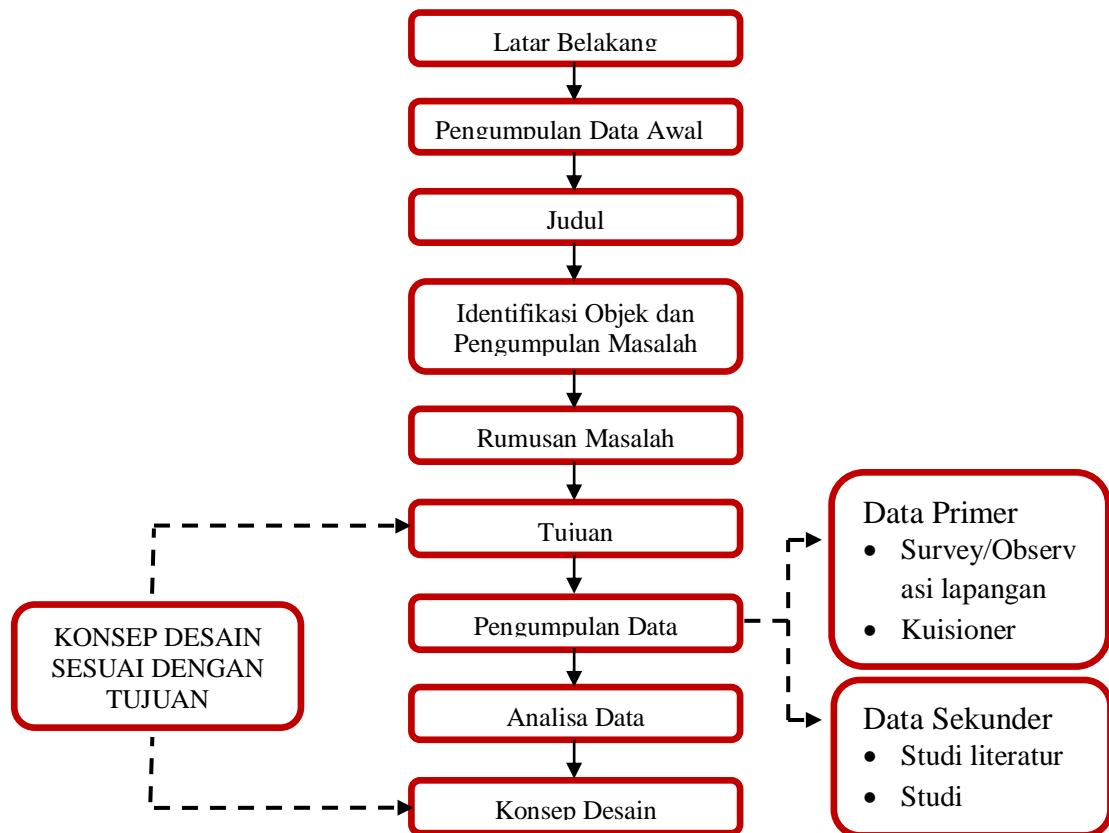 Latar Belakang
Pengumpulan Data Awal
Judul
Identifikasi Objek dan
Pengumpulan Masalah
Rumusan Masalah
Tujuan
Pengumpulan Data
Analisa Data
Konsep Desain
KONSEP DESAIN
SESUAI DENGAN
TUJUAN
Data Primer
• Survey/Observ
asi lapangan
• Kuisioner
Data Sekunder
• Studi literatur
• Studi